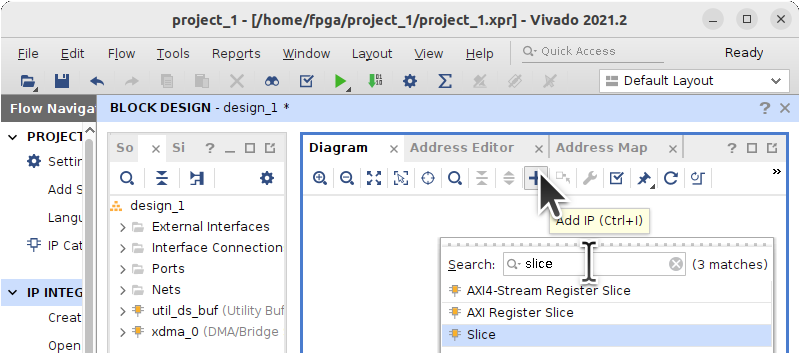 project_1 - [/home/fpga/project_1/project_1.xpr] - Vivado 2021.2
File Edit Flow Tools Reports Window Layout View Help Quick Access Ready
Default Layout
Flow Navigat BLOCK DESIGN - design_1 * ?
PROJECT
Settin
Add S
Langu
IP Cat
IP INTEG
Create
Open
So Si ?
design_1
External Interfaces
Interface Connection
Ports
Nets
util_ds_buf (Utility Buf
xdma_0 (DMA/Bridge
Diagram Address Editor Address Map ?
Add IP (Ctrl+I)
Search: slice (3 matches)
AXI4-Stream Register Slice
AXI Register Slice
Slice